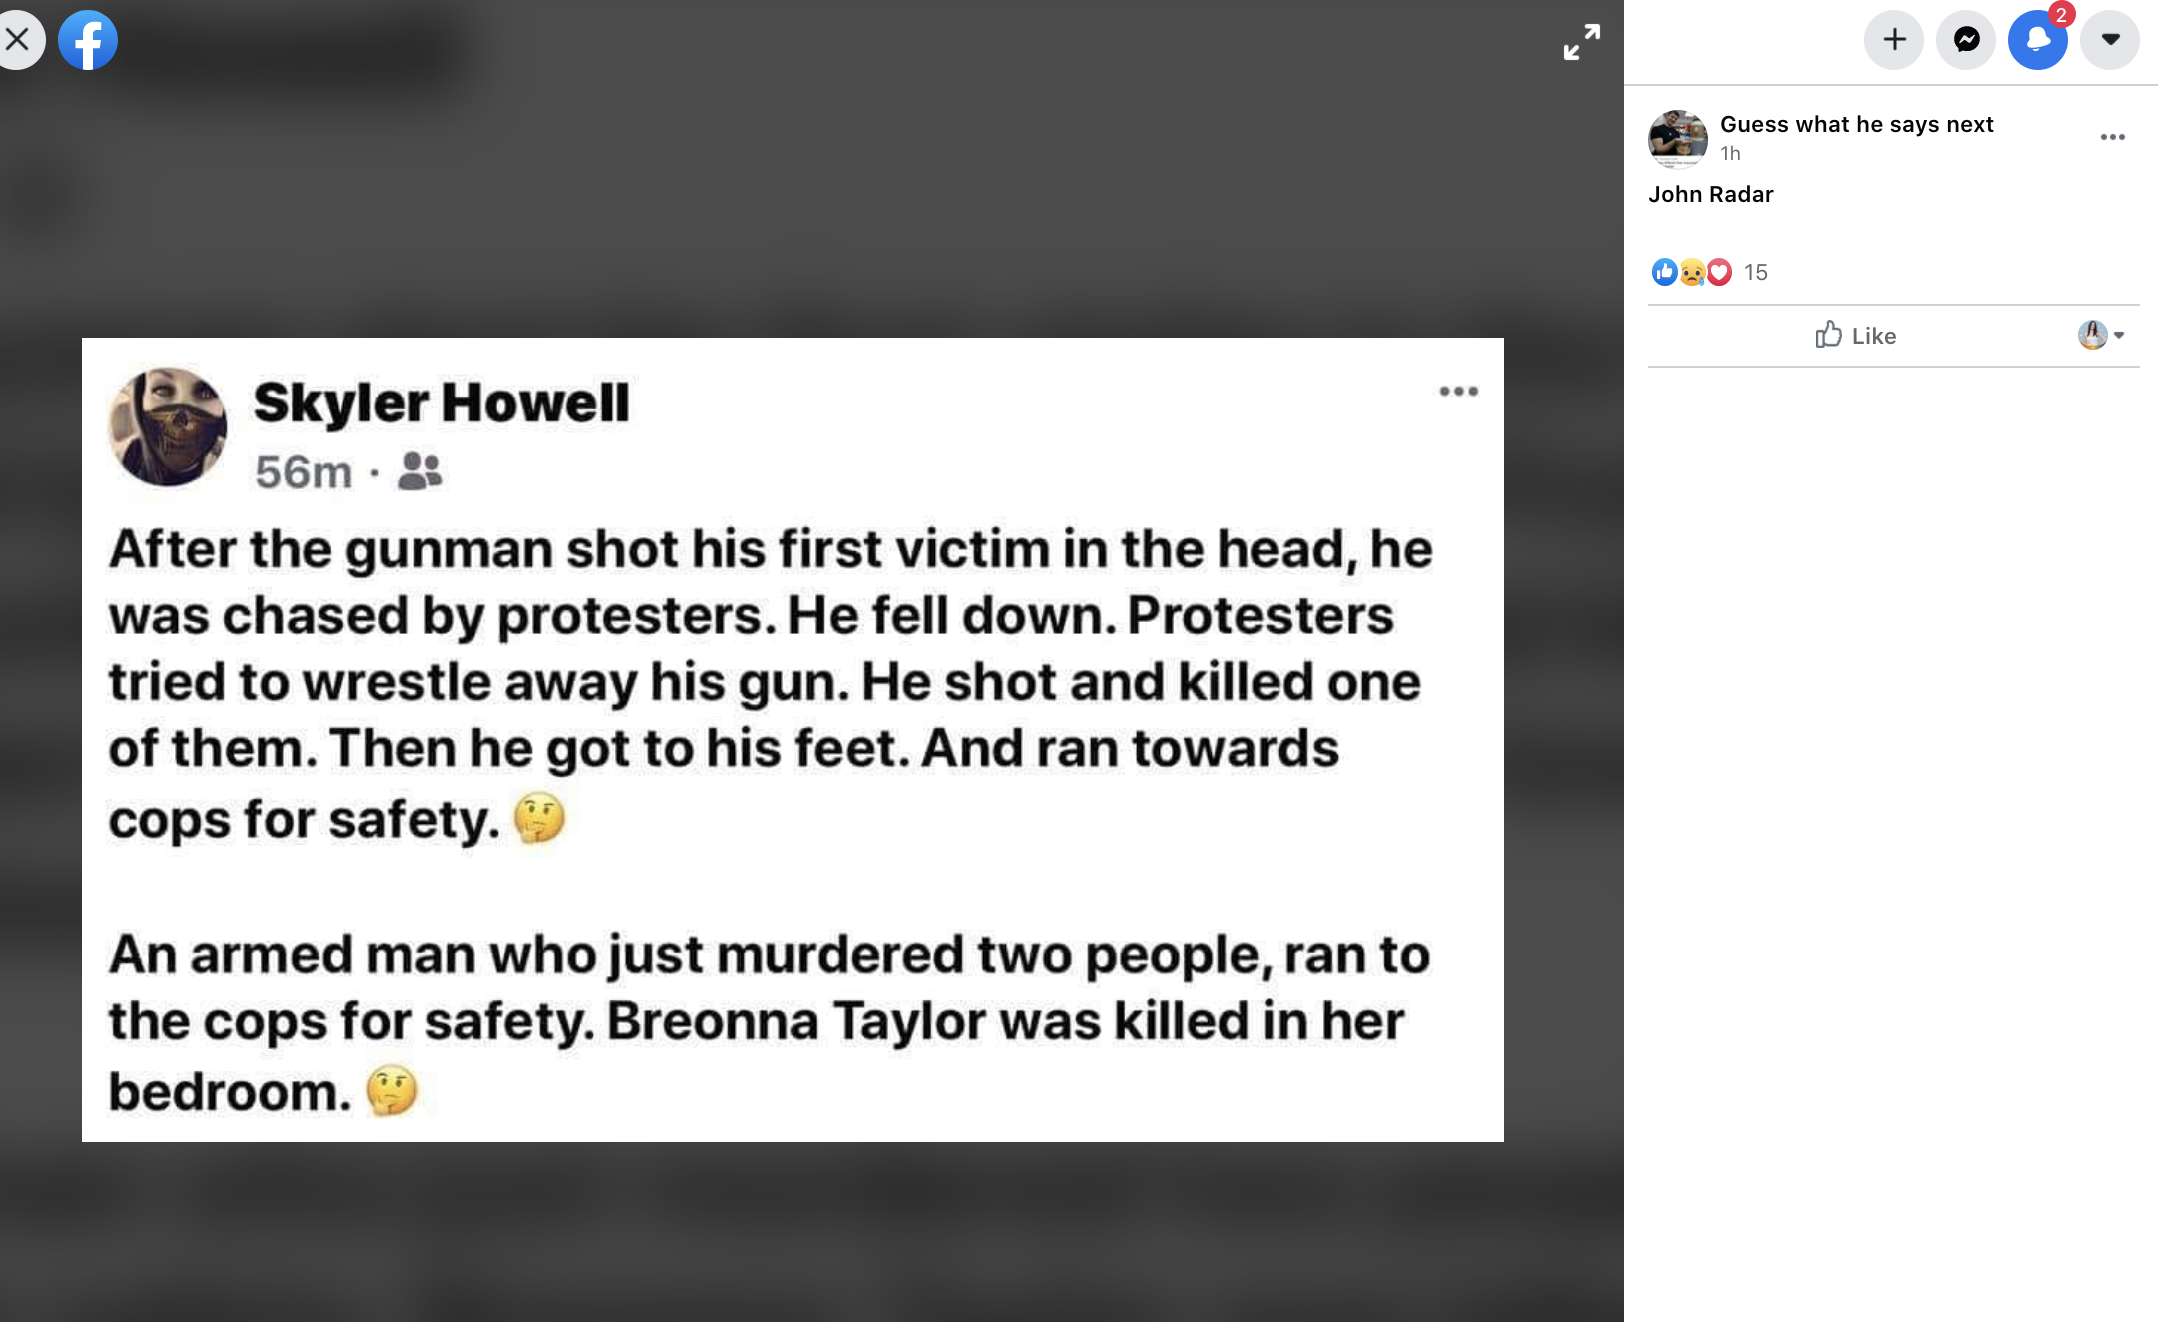 2
Guess what he says next
1h
John Radar
15
Like
Skyler Howell
56m ·
After the gunman shot his first victim in the head, he
was chased by protesters. He fell down. Protesters
tried to wrestle away his gun. He shot and killed one
of them. Then he got to his feet. And ran towards
cops for safety. 🤔
An armed man who just murdered two people, ran to
the cops for safety. Breonna Taylor was killed in her
bedroom. 🤔